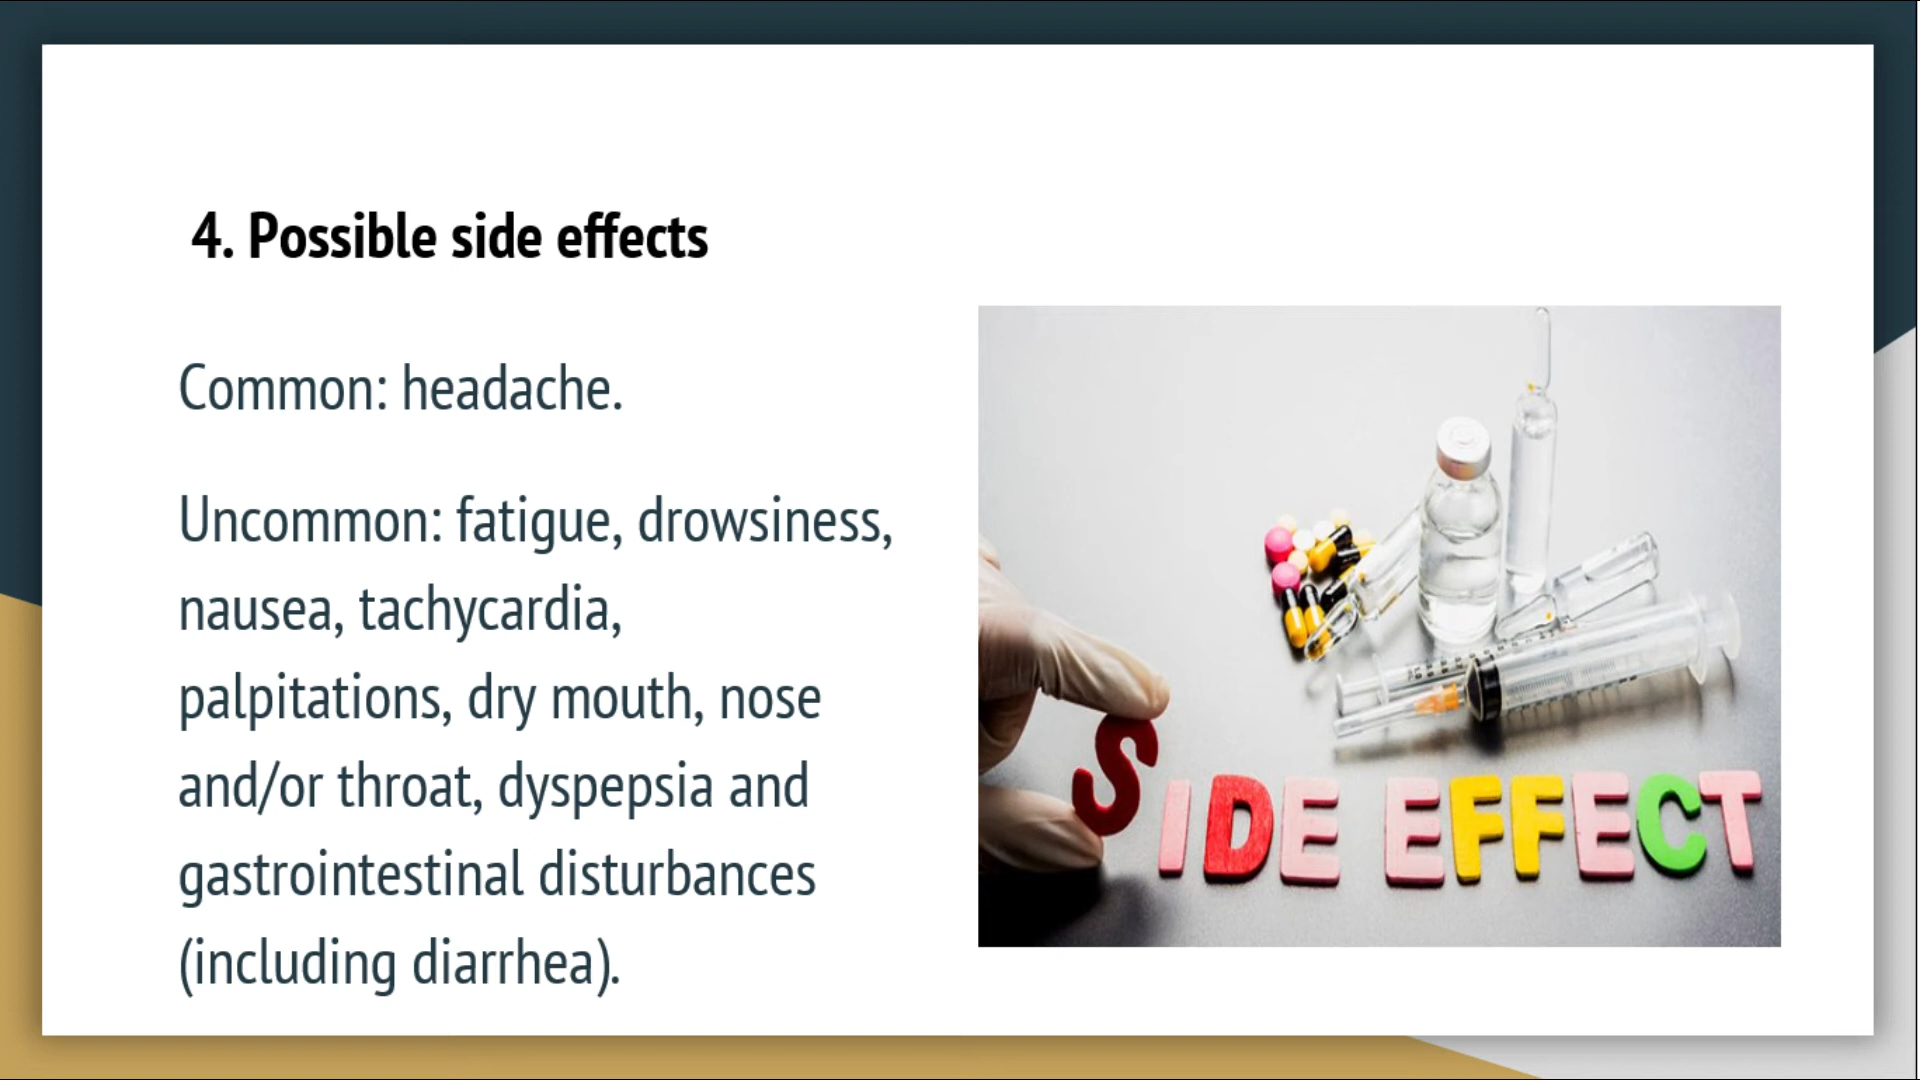 4. Possible side effects
Common: headache.
Uncommon: fatigue, drowsiness,
nausea, tachycardia,
palpitations, dry mouth, nose
and/or throat, dyspepsia and
gastrointestinal disturbances
(including diarrhea).
SIDE EFFECT